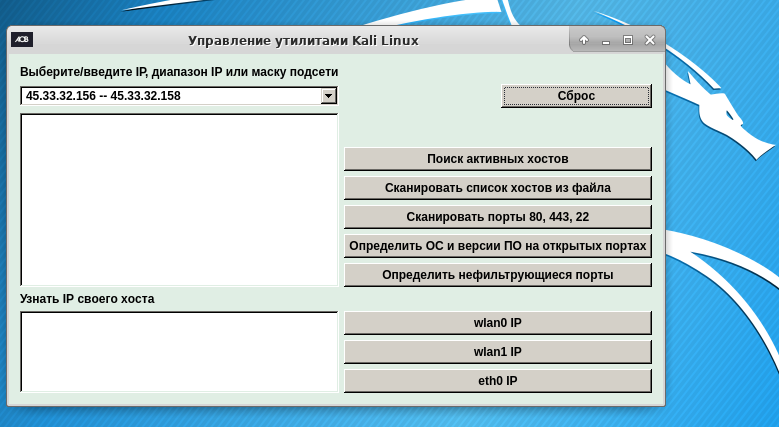 АСВ
Управление утилитами Kali Linux
Выберите/введите IP, диапазон IP или маску подсети
45.33.32.156 -- 45.33.32.158
Сброс
Поиск активных хостов
Сканировать список хостов из файла
Сканировать порты 80, 443, 22
Определить ОС и версии ПО на открытых портах
Определить нефильтрующиеся порты
Узнать IP своего хоста
wlan0 IP
wlan1 IP
eth0 IP